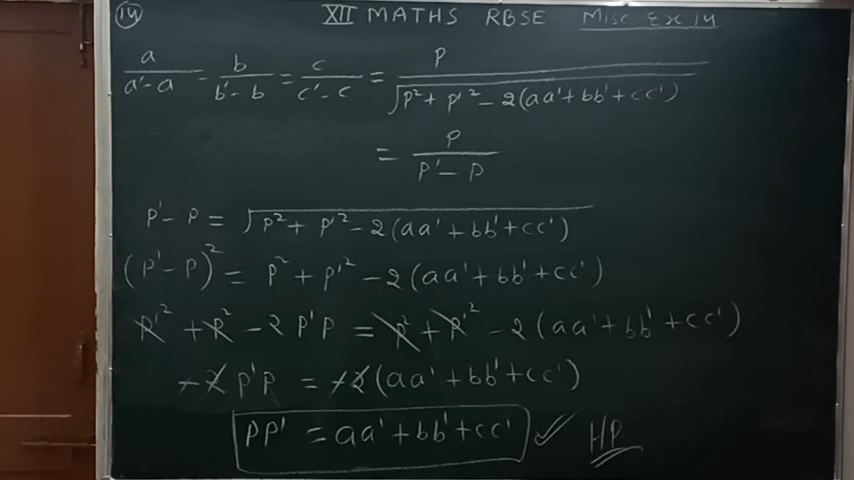 (14) XII MATHS RBSE Misc Ex 14
a/(a'-a) = b/(b'-b) = c/(c'-c) = P/√(P²+P'²-2(aa'+bb'+cc'))
= P/(P'-P)
P'-P = √(P²+P'²-2(aa'+bb'+cc'))
(P'-P)² = P²+P'²-2(aa'+bb'+cc')
P'²+P²-2P'P = P²+P'²-2(aa'+bb'+cc')
-2P'P = -2(aa'+bb'+cc')
PP' = aa'+bb'+cc' ✓ HP